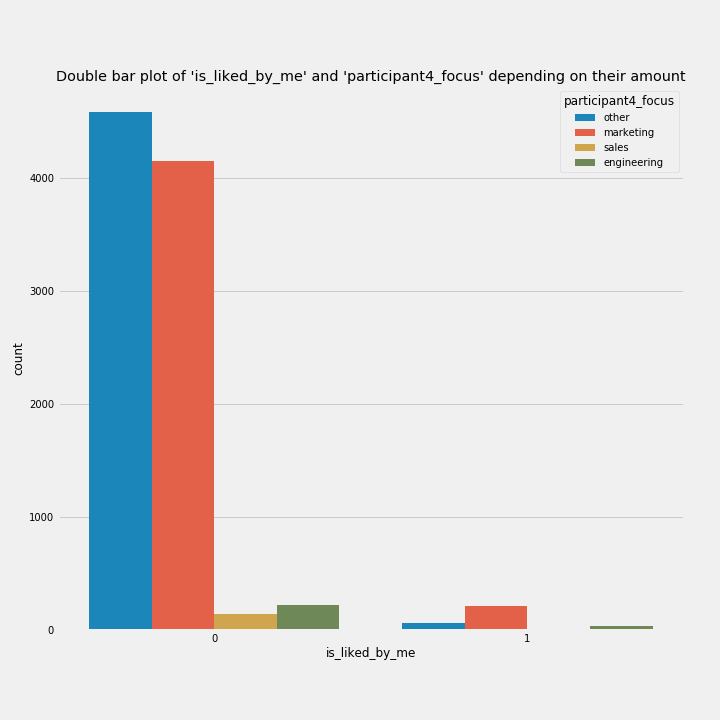 Double bar plot of 'is_liked_by_me' and 'participant4_focus' depending on their amount
participant4_focus
other
marketing
sales
engineering
4000
3000
2000
1000
0
count
0
1
is_liked_by_me